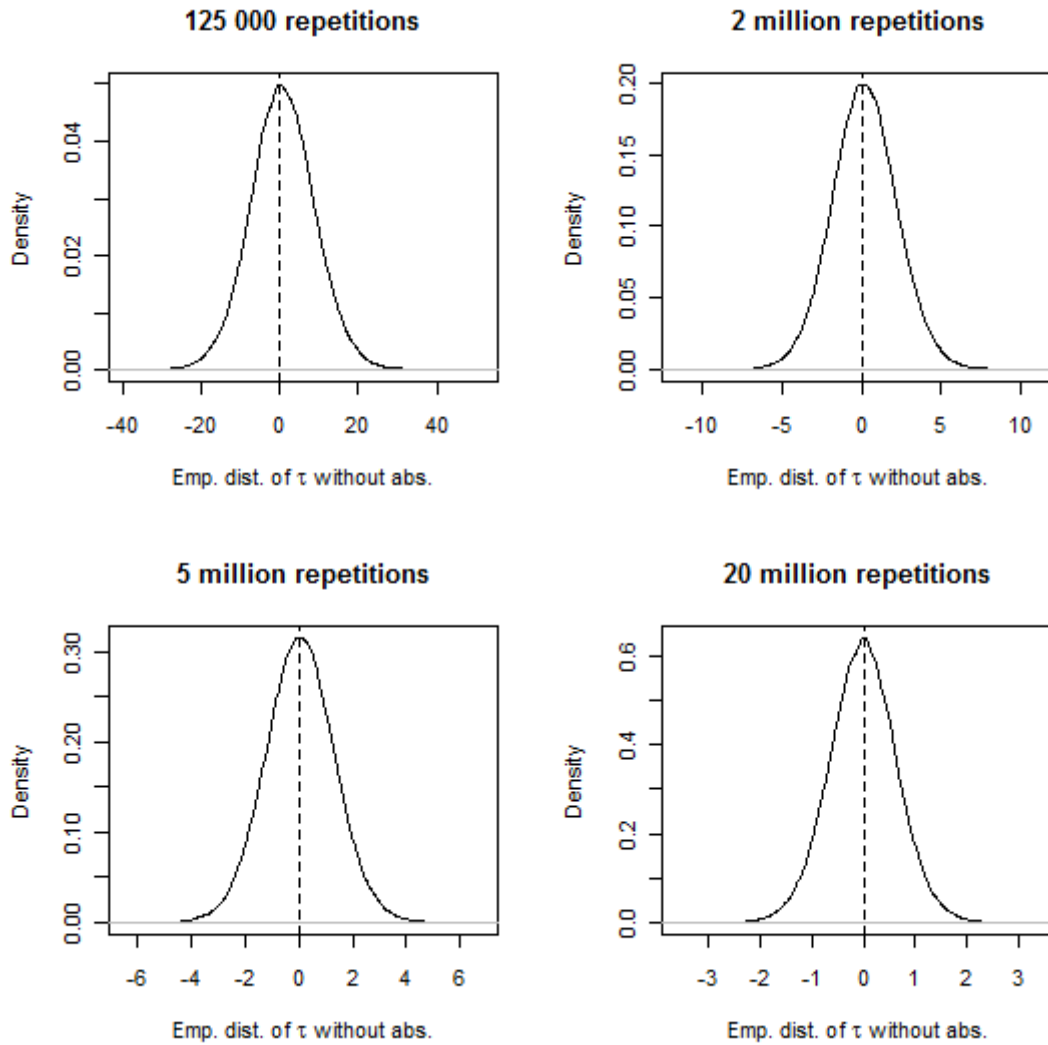 125 000 repetitions
Density
0.00
0.02
0.04
-40 -20 0 20 40
Emp. dist. of τ without abs.
2 million repetitions
Density
0.00
0.05
0.10
0.15
0.20
-10 -5 0 5 10
Emp. dist. of τ without abs.
5 million repetitions
Density
0.00
0.10
0.20
0.30
-6 -4 -2 0 2 4 6
Emp. dist. of τ without abs.
20 million repetitions
Density
0.0
0.2
0.4
0.6
-3 -2 -1 0 1 2 3
Emp. dist. of τ without abs.